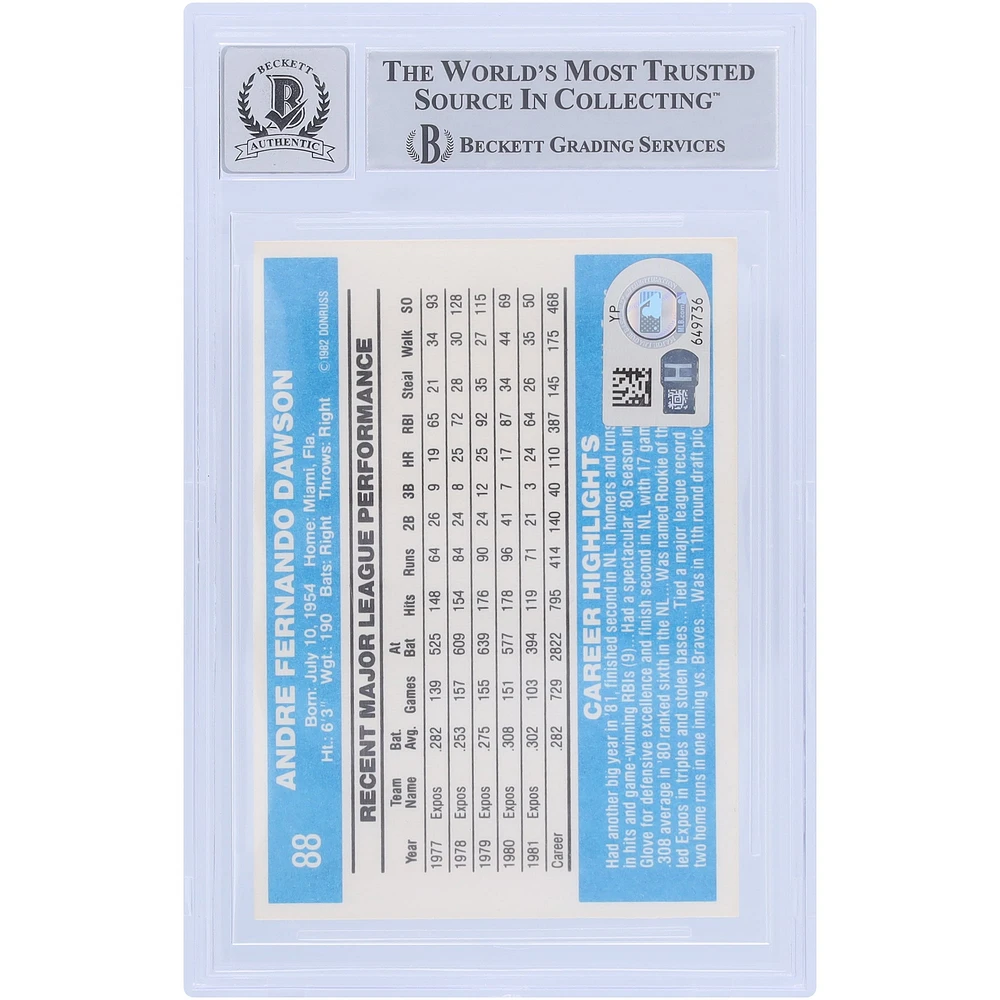 BECKETT
B
AUTHENTIC
THE WORLD'S MOST TRUSTED
SOURCE IN COLLECTING™
B BECKETT GRADING SERVICES
88 ANDRE FERNANDO DAWSON
Born: July 10, 1954 Home: Miami, Fla.
Ht.: 6'3" Wgt.: 190 Bats: Right Throws: Right ©1982 DONRUSS
RECENT MAJOR LEAGUE PERFORMANCE
Year Team Name Bat. Avg. Games At Bat Hits Runs 2B 3B HR RBI Steal Walk SO
1977 Expos .282 139 525 148 64 26 9 19 65 21 34 93
1978 Expos .253 157 609 154 84 24 8 25 72 28 30 128
1979 Expos .275 155 639 176 90 24 12 25 92 35 27 115
1980 Expos .308 151 577 178 96 41 7 17 87 34 44 69
1981 Expos .302 103 394 119 71 21 3 24 64 26 35 50
Career .282 729 2822 795 414 140 40 110 387 145 175 468
CAREER HIGHLIGHTS
Had another big year in '81, finished second in NL in homers and runs
in hits and game-winning RBIs (9)... Had a spectacular '80 season in
Glove for defensive excellence and finish second in NL with 17 gam
.308 average in '80 ranked sixth in the NL... Was named Rookie of th
led Expos in triples and stolen bases... Tied a major league record
two home runs in one inning vs. Braves... Was in 11th round draft pic
YP
MLB.com
649736
H